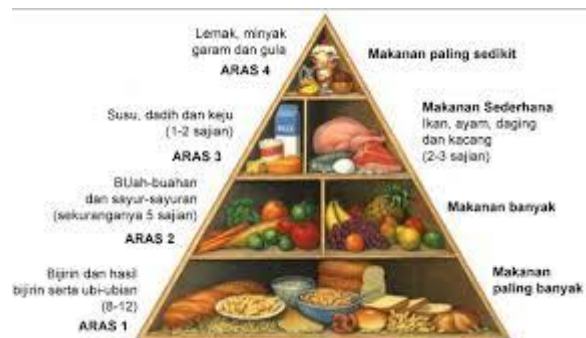 Lemak, minyak
garam dan gula
ARAS 4
Makanan paling sedikit
Susu, dadih dan keju
(1-2 sajian)
ARAS 3
Makanan Sederhana
Ikan, ayam, daging
dan kacang
(2-3 sajian)
BUah-buahan
dan sayur-sayuran
(sekuranganya 5 sajian)
ARAS 2
Makanan banyak
Bijirin dan hasil
bijirin serta ubi-ubian
(8-12)
ARAS 1
Makanan
paling banyak